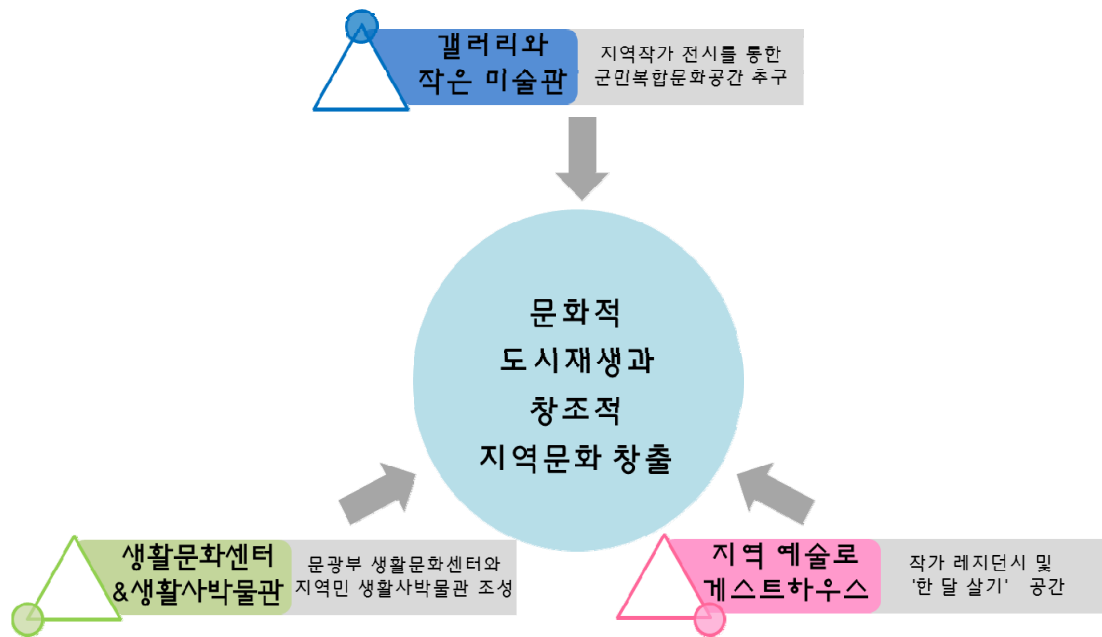 갤러리와
작은 미술관
지역작가 전시를 통한
군민복합문화공간 추구
문화적
도시재생과
창조적
지역문화 창출
생활문화센터
&생활사박물관
문광부 생활문화센터와
지역민 생활사박물관 조성
지역 예술로
게스트하우스
작가 레지던시 및
'한 달 살기' 공간